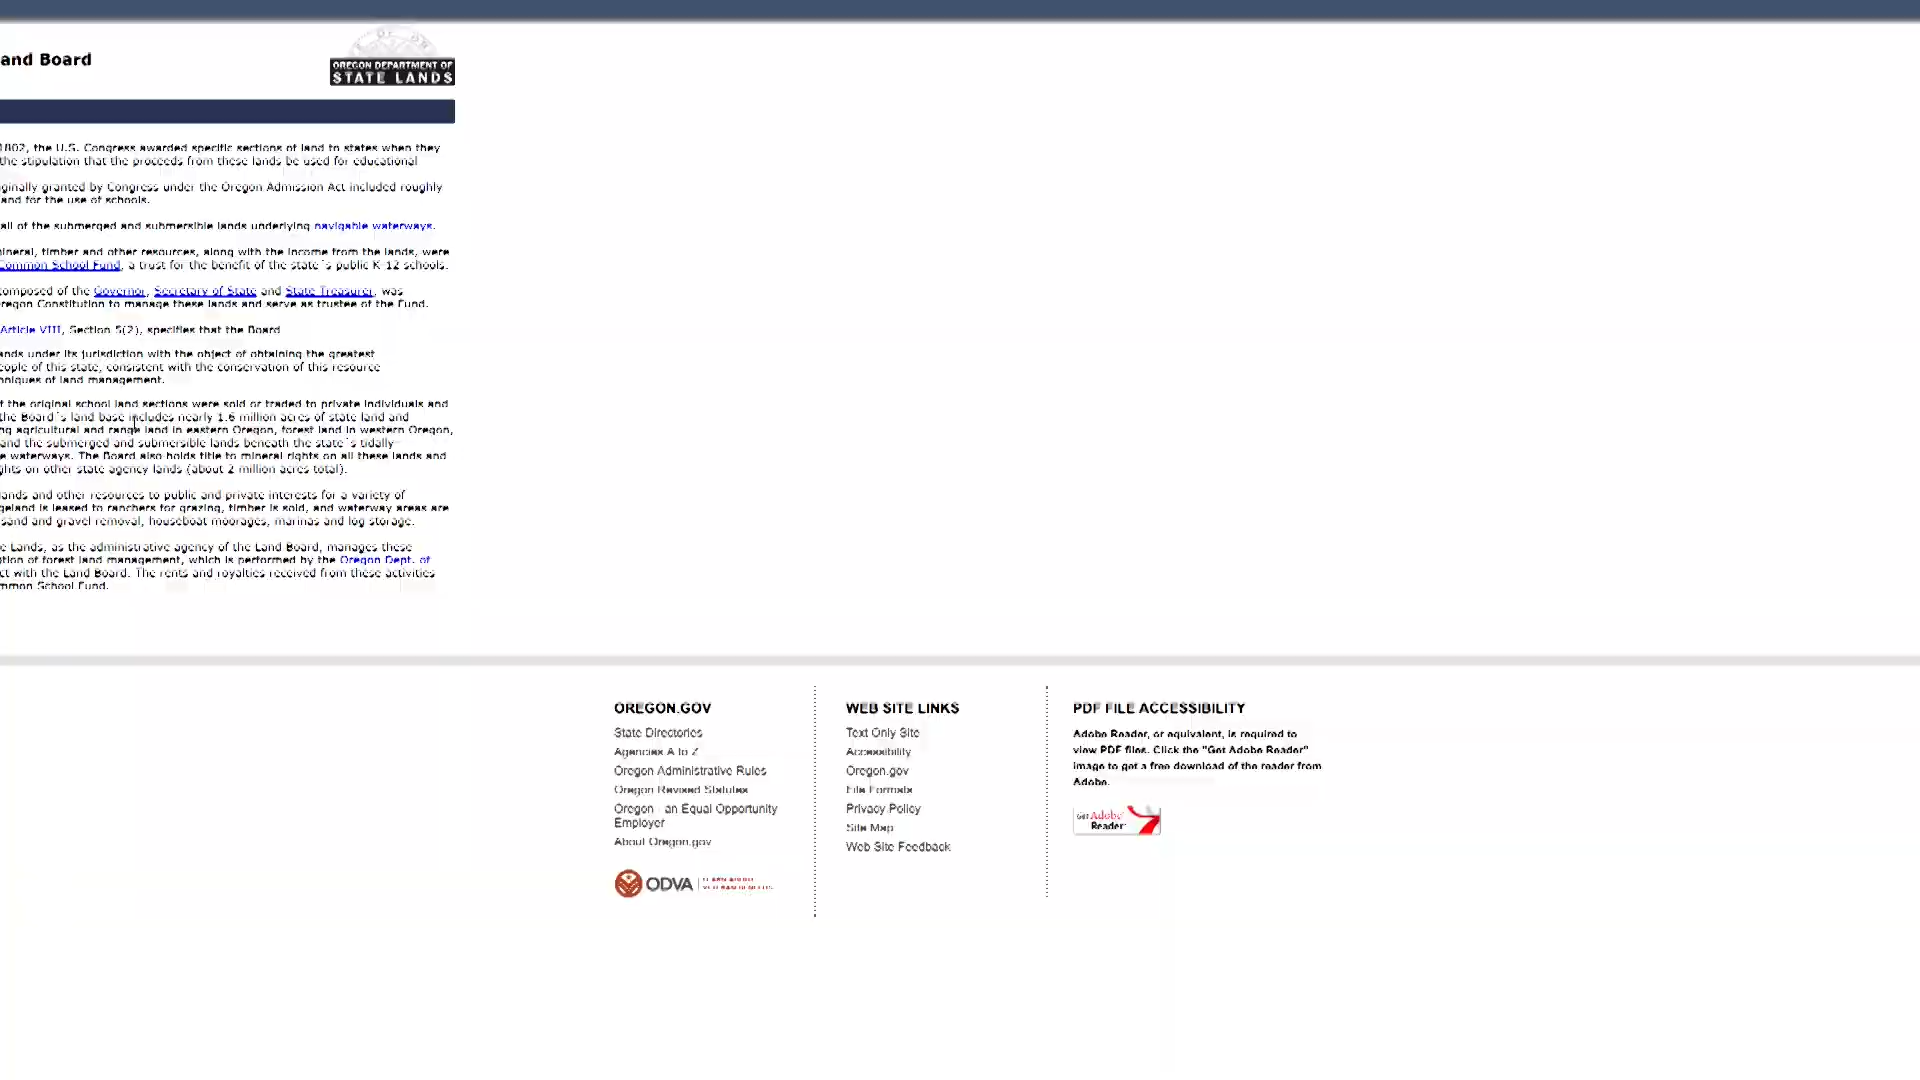 and Board
OREGON DEPARTMENT OF
STATE LANDS
1802, the U.S. Congress awarded specific sections of land to states when they
the stipulation that the proceeds from these lands be used for educational
ginally granted by Congress under the Oregon Admission Act included roughly
and for the use of schools.
all of the submerged and submersible lands underlying navigable waterways.
ineral, timber and other resources, along with the income from the lands, were
Common School Fund, a trust for the benefit of the state's public K-12 schools.
composed of the Governor, Secretary of State and State Treasurer, was
regon Constitution to manage these lands and serve as trustee of the Fund.
Article VIII, Section 5(2), specifies that the Board
ands under its jurisdiction with the object of obtaining the greatest
eople of this state, consistent with the conservation of this resource
hniques of land management.
f the original school land sections were sold or traded to private individuals and
the Board's land base includes nearly 1.6 million acres of state land and
ng agricultural and range land in eastern Oregon, forest land in western Oregon,
and the submerged and submersible lands beneath the state's tidally-
e waterways. The Board also holds title to mineral rights on all these lands and
ghts on other state agency lands (about 2 million acres total).
ands and other resources to public and private interests for a variety of
geland is leased to ranchers for grazing, timber is sold, and waterway areas are
sand and gravel removal, houseboat moorages, marinas and log storage.
e Lands, as the administrative agency of the Land Board, manages these
tion of forest land management, which is performed by the Oregon Dept. of
ct with the Land Board. The rents and royalties received from these activities
mmon School Fund.
OREGON.GOV
State Directories
Agencies A to Z
Oregon Administrative Rules
Oregon Revised Statutes
Oregon - an Equal Opportunity
Employer
About Oregon.gov
ODVA
WEB SITE LINKS
Text Only Site
Accessibility
Oregon.gov
File Formats
Privacy Policy
Site Map
Web Site Feedback
PDF FILE ACCESSIBILITY
Adobe Reader, or equivalent, is required to
view PDF files. Click the "Get Adobe Reader"
image to get a free download of the reader from
Adobe.
Get Adobe
Reader